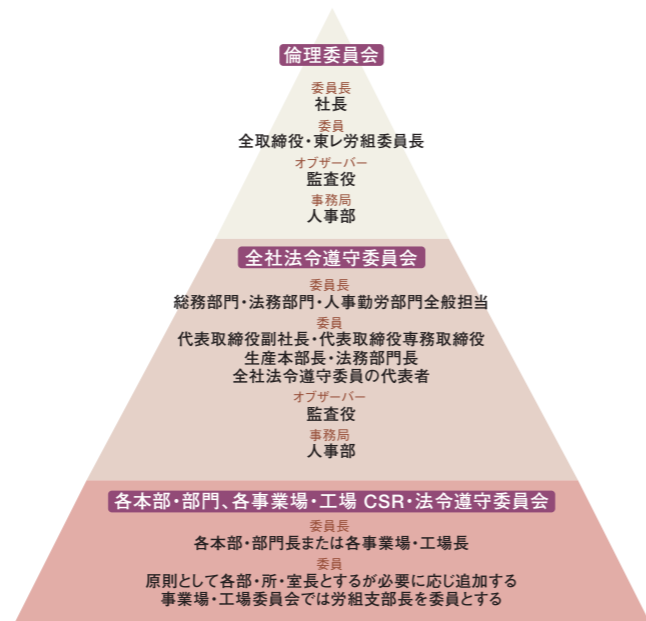 倫理委員会
委員長
社長
委員
全取締役・東レ労組委員長
オブザーバー
監査役
事務局
人事部
全社法令遵守委員会
委員長
総務部門・法務部門・人事勤労部門全般担当
委員
代表取締役副社長・代表取締役専務取締役
生産本部長・法務部門長
全社法令遵守委員の代表者
オブザーバー
監査役
事務局
人事部
各本部・部門、各事業場・工場 CSR・法令遵守委員会
委員長
各本部・部門長または各事業場・工場長
委員
原則として各部・所・室長とするが必要に応じ追加する
事業場・工場委員会では労組支部長を委員とする